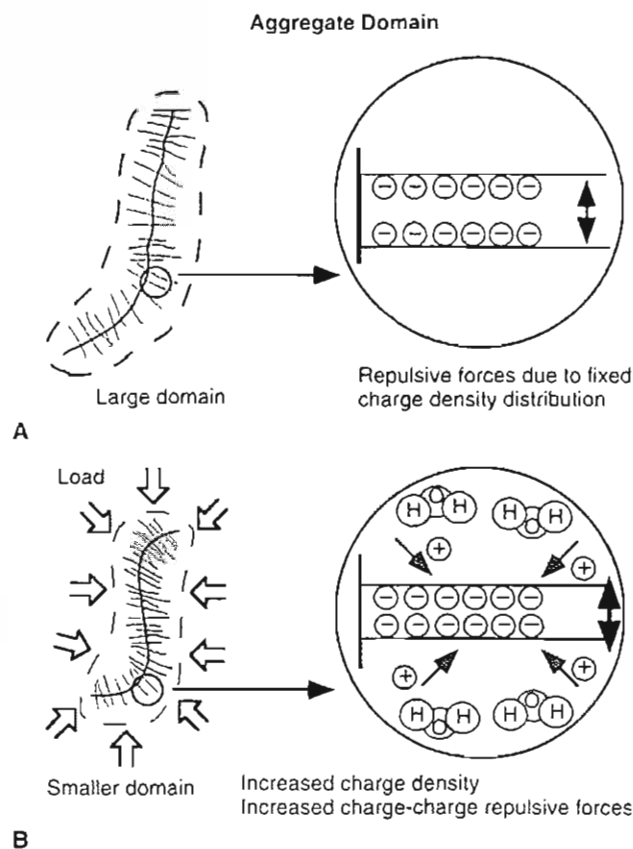 Aggregate Domain
− − − − − −
− − − − − −
Large domain
Repulsive forces due to fixed
charge density distribution
A
Load
H O H
H O H
+
+
− − − − − −
− − − − − −
+
+
H O H
H O H
Smaller domain
Increased charge density
Increased charge-charge repulsive forces
B